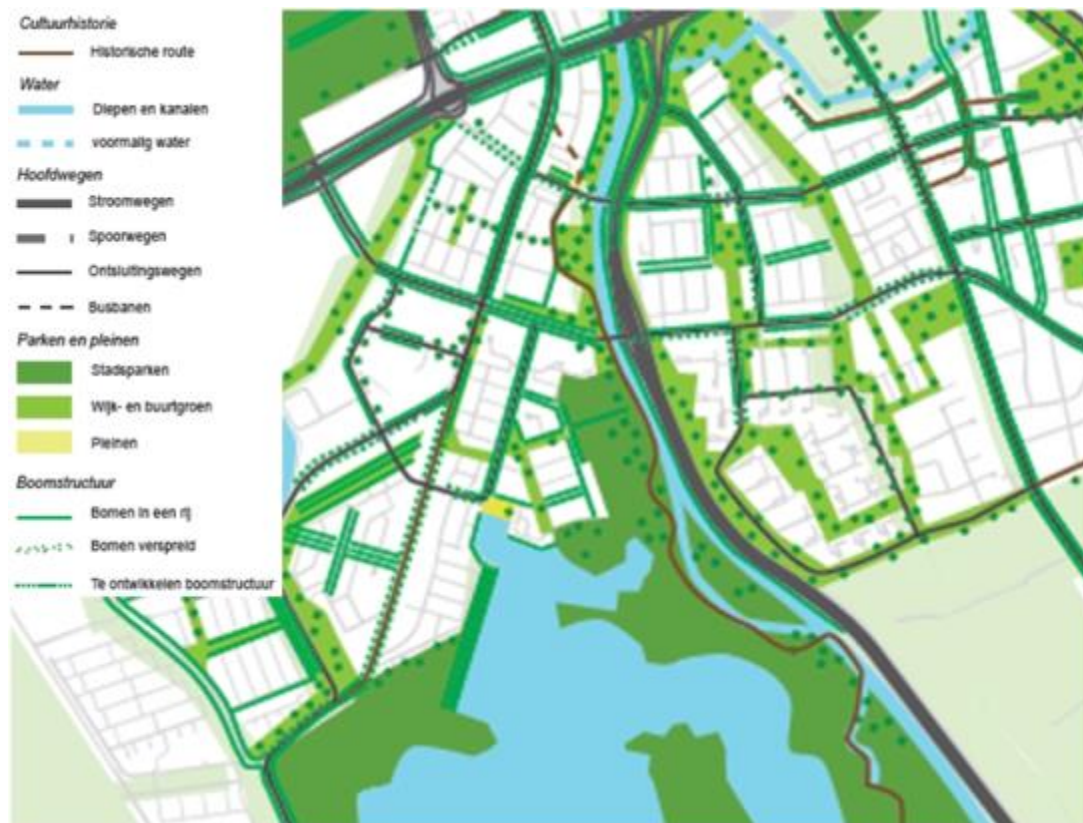 Cultuurhistorie
Historische route
Water
Diepen en kanalen
voormalig water
Hoofdwegen
Stroomwegen
Spoorwegen
Ontsluitingswegen
Busbanen
Parken en pleinen
Stadsparken
Wijk- en buurtgroen
Pleinen
Boomstructuur
Bomen in een rij
Bomen verspreid
Te ontwikkelen boomstructuur